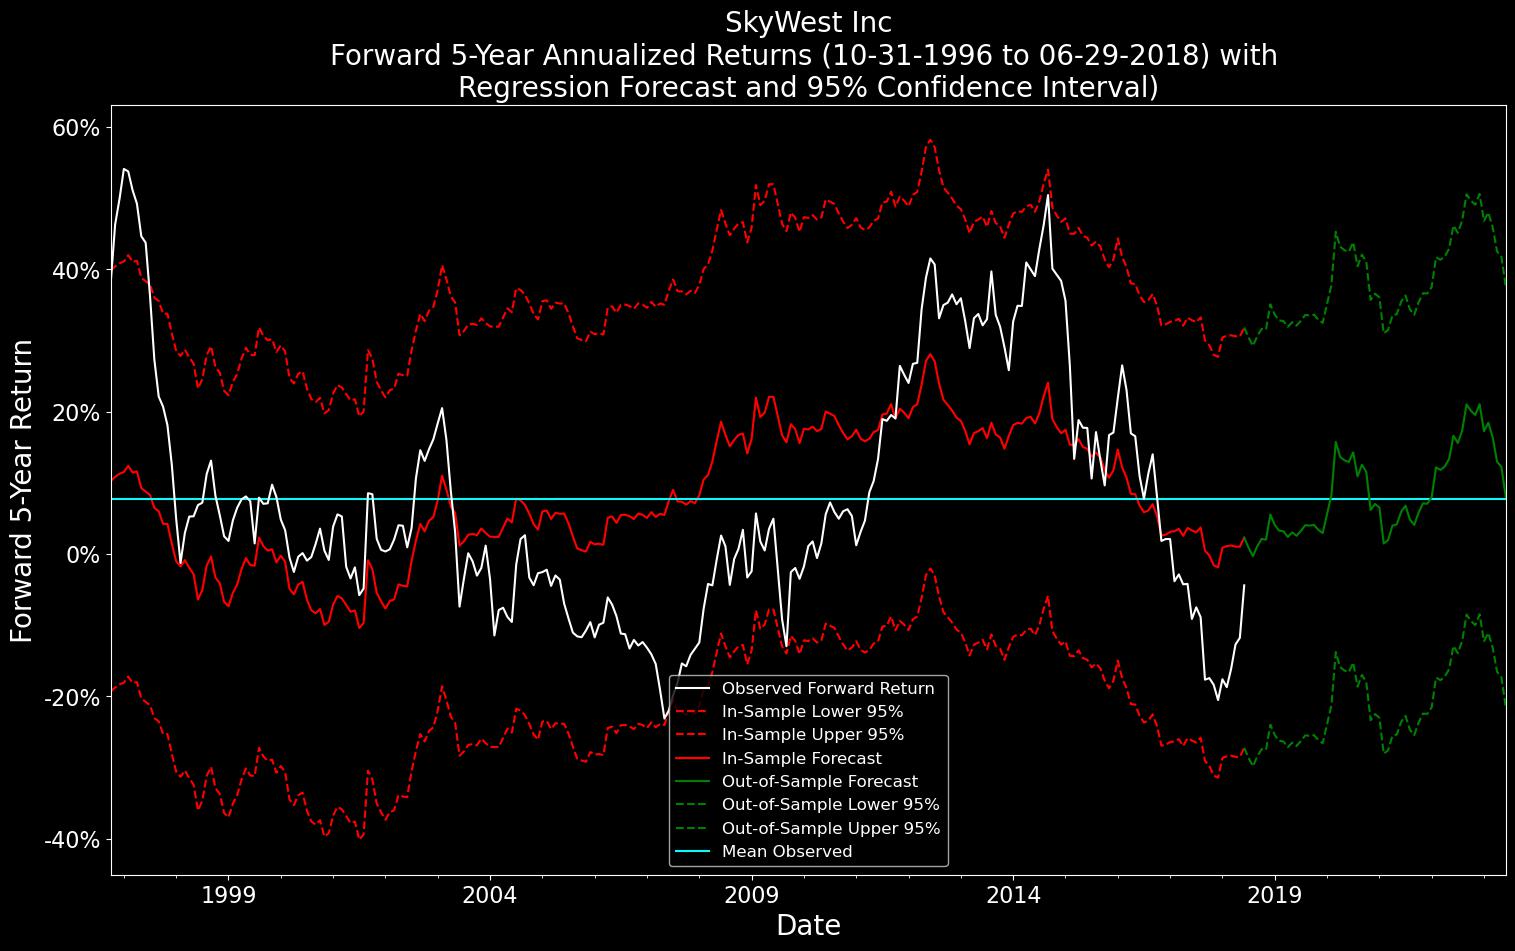 SkyWest Inc
Forward 5-Year Annualized Returns (10-31-1996 to 06-29-2018) with
Regression Forecast and 95% Confidence Interval)
Forward 5-Year Return
60%
40%
20%
0%
-20%
-40%
Observed Forward Return
In-Sample Lower 95%
In-Sample Upper 95%
In-Sample Forecast
Out-of-Sample Forecast
Out-of-Sample Lower 95%
Out-of-Sample Upper 95%
Mean Observed
1999
2004
2009
2014
2019
Date